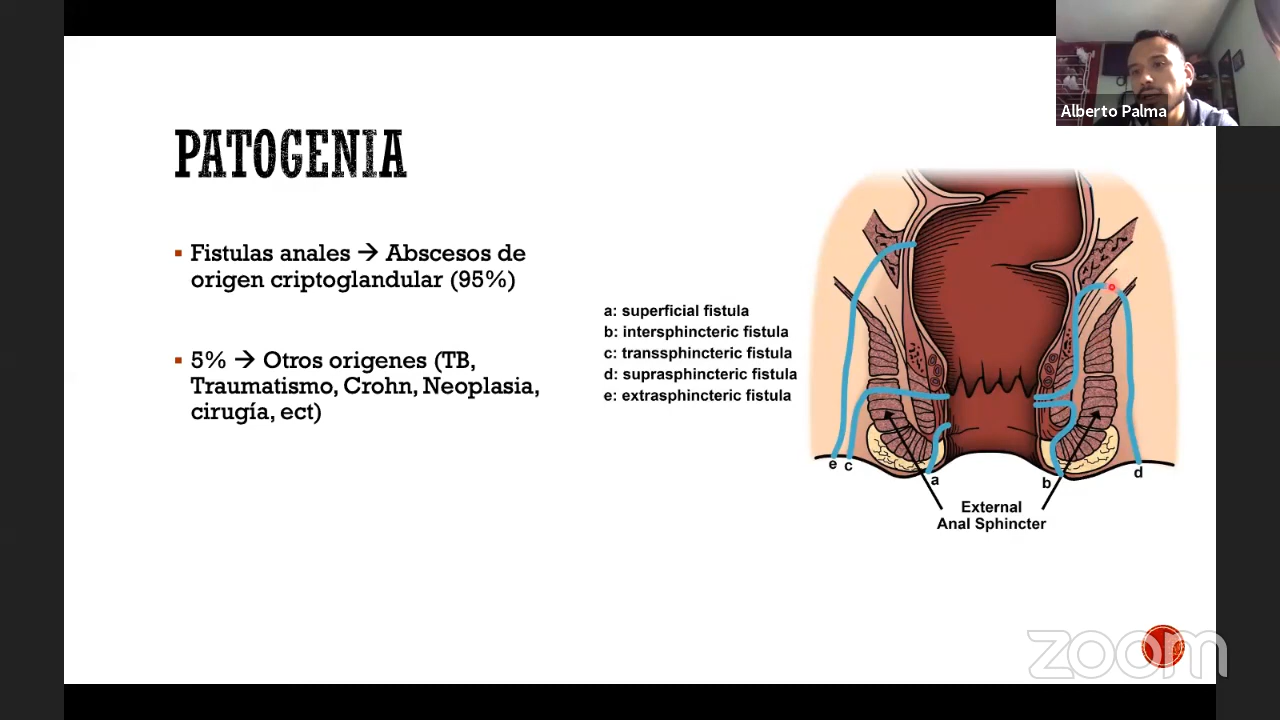 Alberto Palma
PATOGENIA
Fistulas anales → Abscesos de
origen criptoglandular (95%)
5% → Otros origenes (TB,
Traumatismo, Crohn, Neoplasia,
cirugía, ect)
a: superficial fistula
b: intersphincteric fistula
c: transsphincteric fistula
d: suprasphincteric fistula
e: extrasphincteric fistula
e c
a
b
d
External
Anal Sphincter
zoom